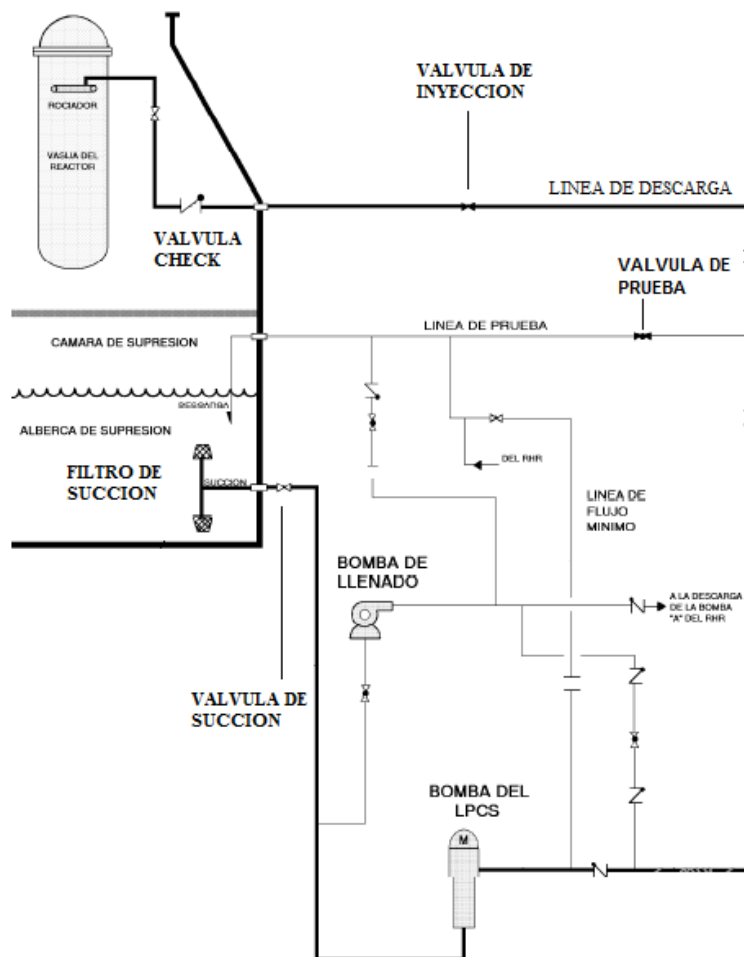 VALVULA DE
INYECCION
ROCIADOR
VASIJA DEL
REACTOR
LINEA DE DESCARGA
VALVULA
CHECK
VALVULA DE
PRUEBA
LINEA DE PRUEBA
CAMARA DE SUPRESION
DESCARGA
ALBERCA DE SUPRESION
DEL RHR
FILTRO DE
SUCCION
SUCCION
LINEA DE
FLUJO
MINIMO
BOMBA DE
LLENADO
A LA DESCARGA
DE LA BOMBA
"A" DEL RHR
VALVULA DE
SUCCION
BOMBA DEL
LPCS
M